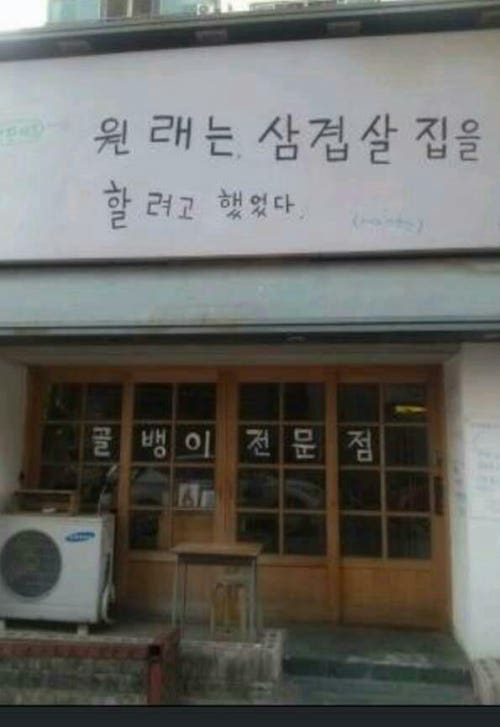 원래는, 삼겹살 집을
할려고 했었다.
골뱅이 전문점
SAMSUNG